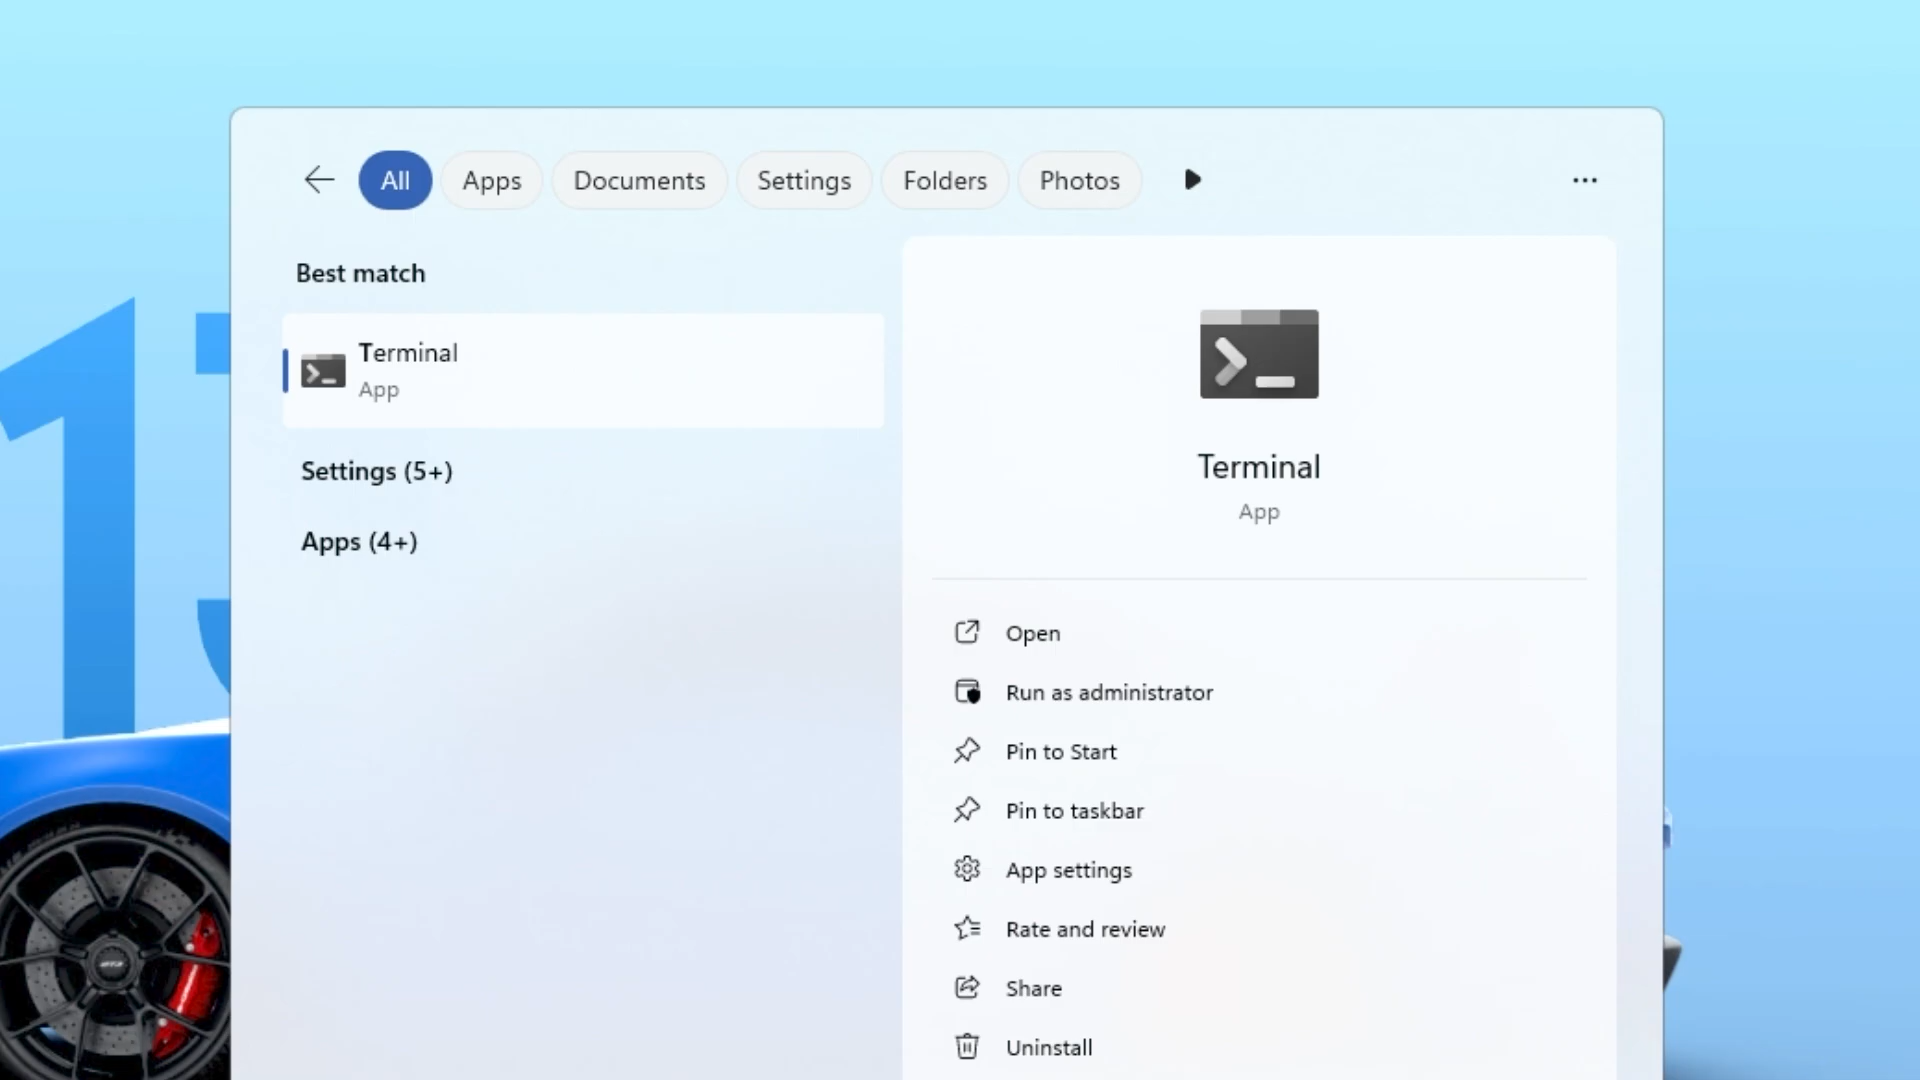 All
Apps
Documents
Settings
Folders
Photos
Best match
Terminal
App
Settings (5+)
Apps (4+)
Terminal
App
Open
Run as administrator
Pin to Start
Pin to taskbar
App settings
Rate and review
Share
Uninstall